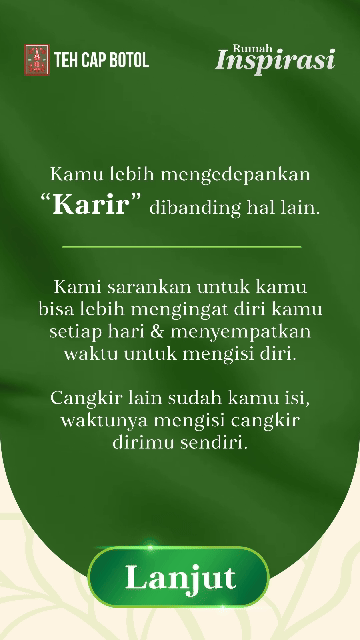 TEH CAP BOTOL
Rumah
Inspirasi
Kamu lebih mengedepankan
“Karir” dibanding hal lain.
Kami sarankan untuk kamu
bisa lebih mengingat diri kamu
setiap hari & menyempatkan
waktu untuk mengisi diri.
Cangkir lain sudah kamu isi,
waktunya mengisi cangkir
dirimu sendiri.
Lanjut